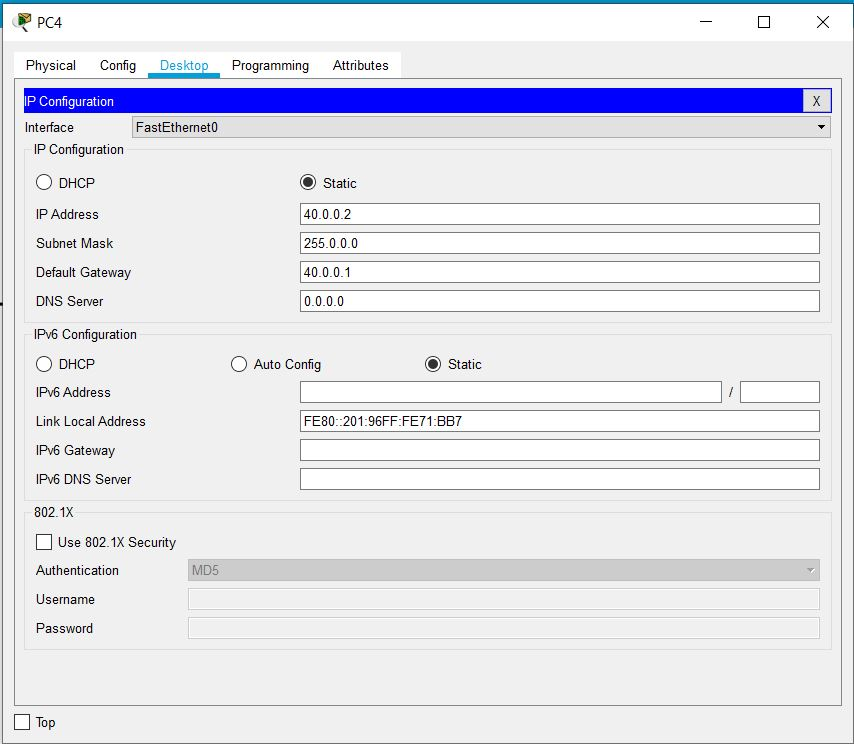 PC4
Physical Config Desktop Programming Attributes
IP Configuration X
Interface FastEthernet0
IP Configuration
DHCP Static
IP Address 40.0.0.2
Subnet Mask 255.0.0.0
Default Gateway 40.0.0.1
DNS Server 0.0.0.0
IPv6 Configuration
DHCP Auto Config Static
IPv6 Address /
Link Local Address FE80::201:96FF:FE71:BB7
IPv6 Gateway
IPv6 DNS Server
802.1X
Use 802.1X Security
Authentication MD5
Username
Password
Top